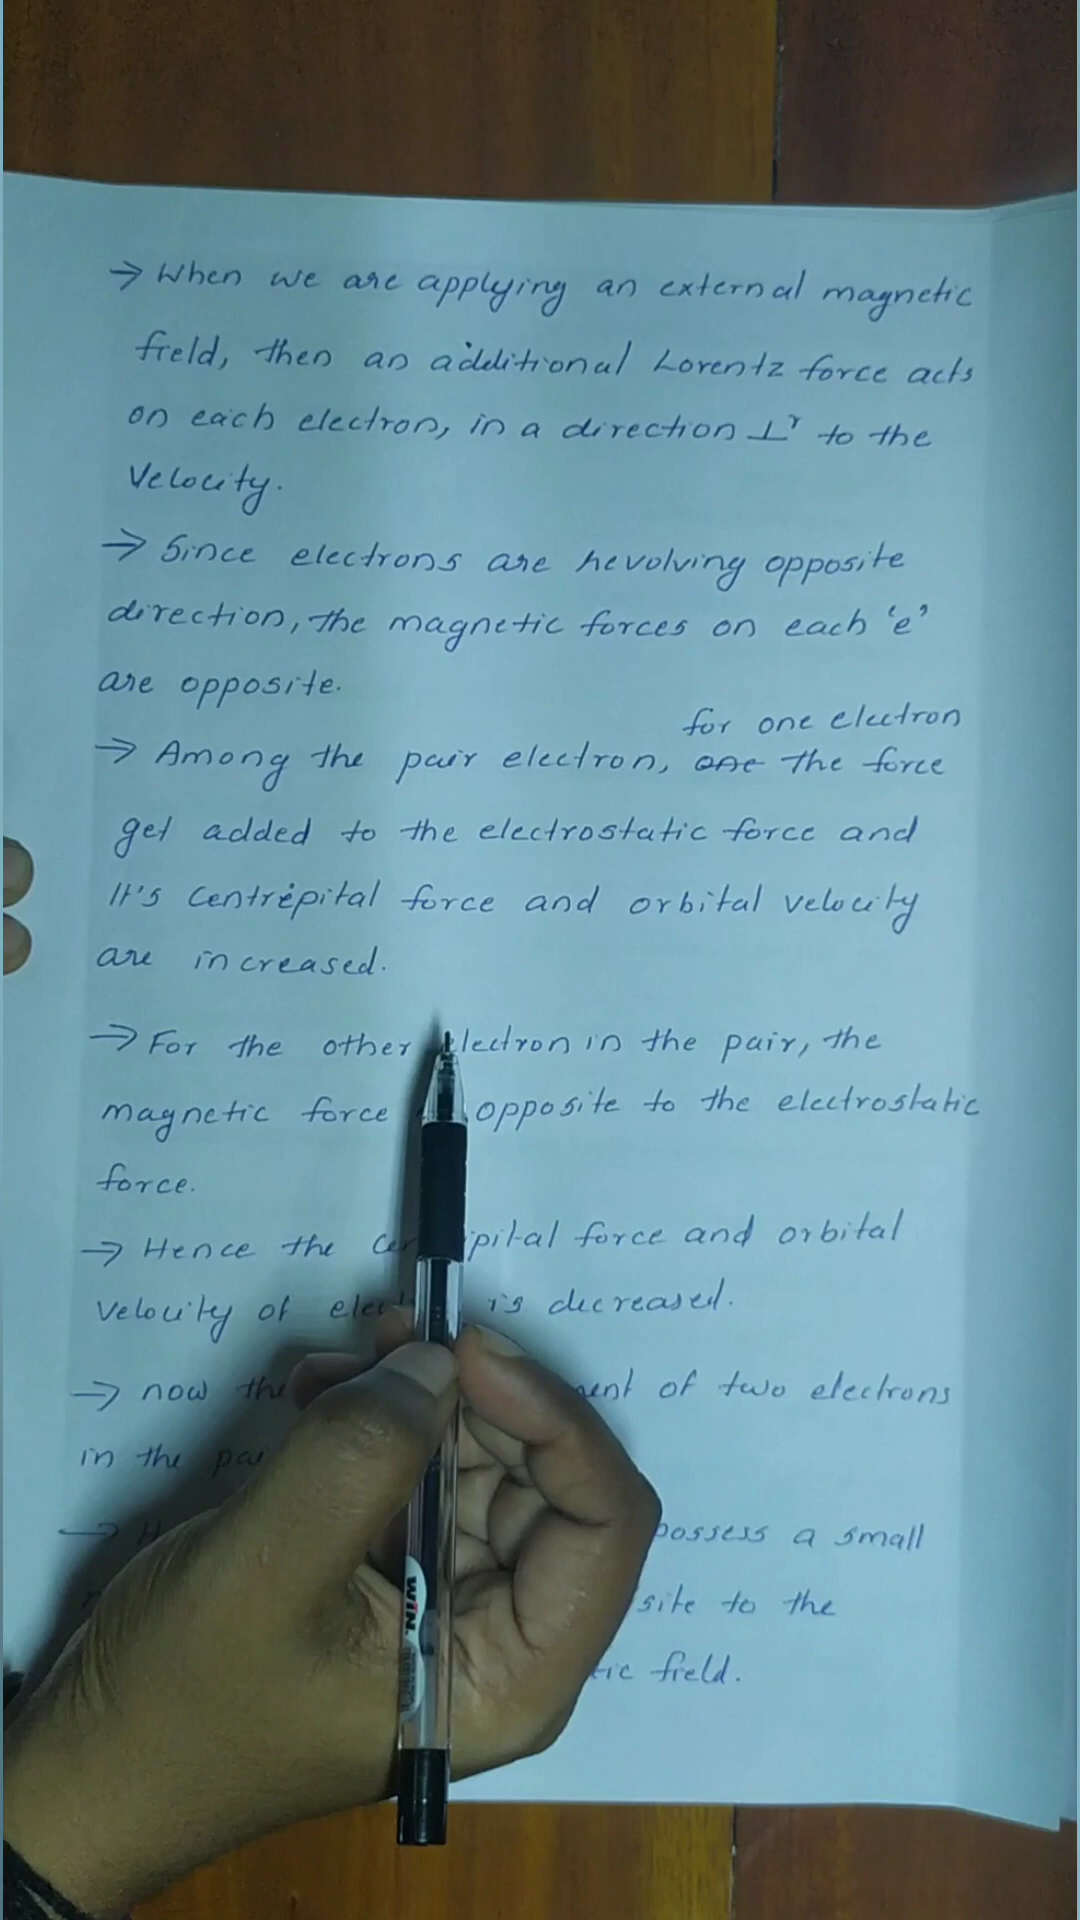 → When we are applying an external magnetic
field, then an additional Lorentz force acts
on each electron, in a direction ⊥ʳ to the
Velocity.
→ Since electrons are revolving opposite
direction, the magnetic forces on each 'e'
are opposite.
for one electron
→ Among the pair electron, the force
get added to the electrostatic force and
It's centripital force and orbital velocity
are increased.
→ For the other electron in the pair, the
magnetic force opposite to the electrostatic
force.
→ Hence the pital force and orbital
velocity of is decreased.
→ now the of two electrons
in the
possess a small
to the
field.
WIN